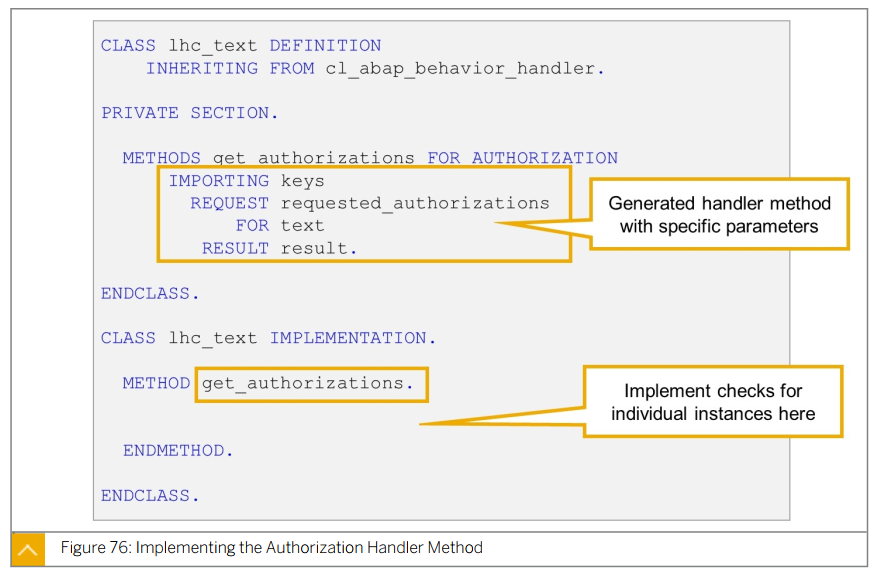 CLASS lhc_text DEFINITION
INHERITING FROM cl_abap_behavior_handler.
PRIVATE SECTION.
METHODS get_authorizations FOR AUTHORIZATION
IMPORTING keys
REQUEST requested_authorizations
FOR text
RESULT result.
Generated handler method
with specific parameters
ENDCLASS.
CLASS lhc_text IMPLEMENTATION.
METHOD get_authorizations.
Implement checks for
individual instances here
ENDMETHOD.
ENDCLASS.
Figure 76: Implementing the Authorization Handler Method